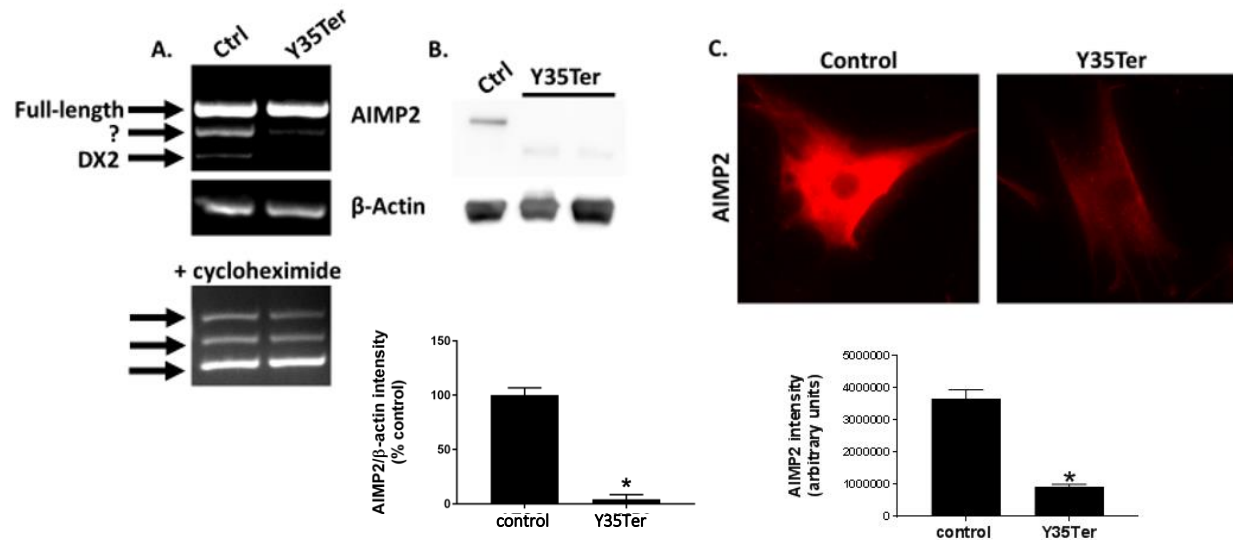 A.
Ctrl
Y35Ter
Full-length
?
DX2
+ cycloheximide
B.
Ctrl
Y35Ter
AIMP2
β-Actin
AIMP2/β-actin intensity
(% control)
150
100
50
0
*
control
Y35Ter
C.
Control
Y35Ter
AIMP2
AIMP2 intensity
(arbitrary units)
5000000
4000000
3000000
2000000
1000000
0
*
control
Y35Ter